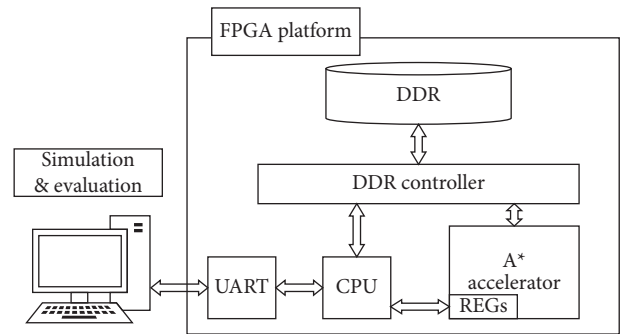 FPGA platform
DDR
Simulation
& evaluation
DDR controller
UART
CPU
A*
accelerator
REGs